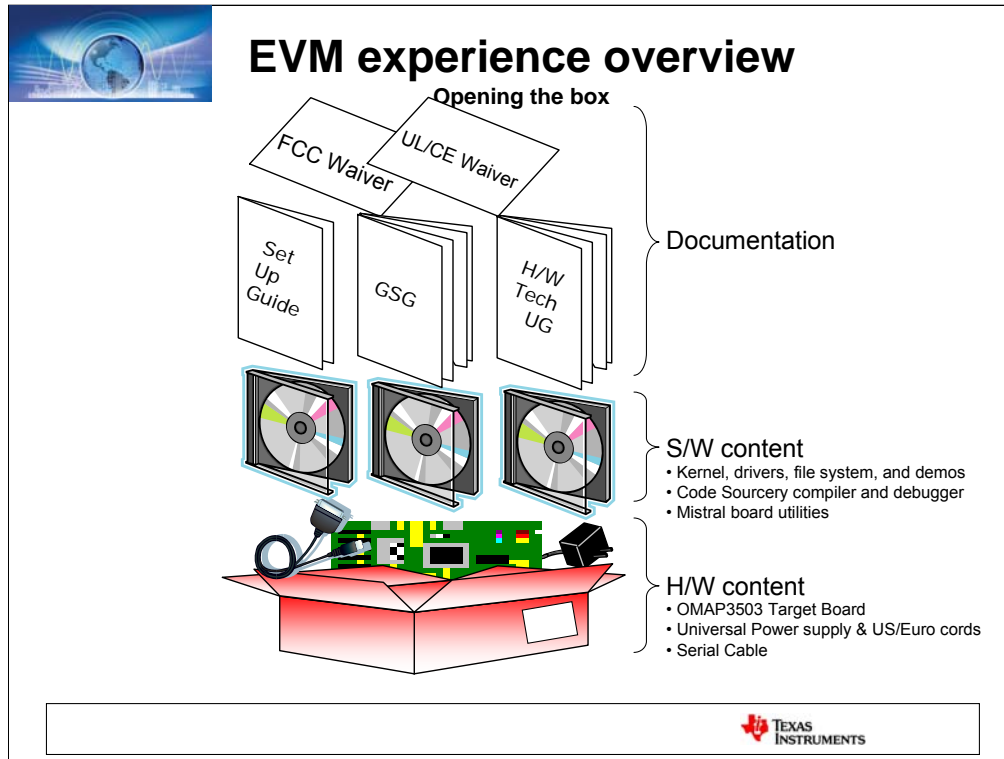 EVM experience overview
Opening the box
FCC Waiver
UL/CE Waiver
Set
Up
Guide
GSG
H/W
Tech
UG
Documentation
S/W content
• Kernel, drivers, file system, and demos
• Code Sourcery compiler and debugger
• Mistral board utilities
H/W content
• OMAP3503 Target Board
• Universal Power supply & US/Euro cords
• Serial Cable
TEXAS
INSTRUMENTS